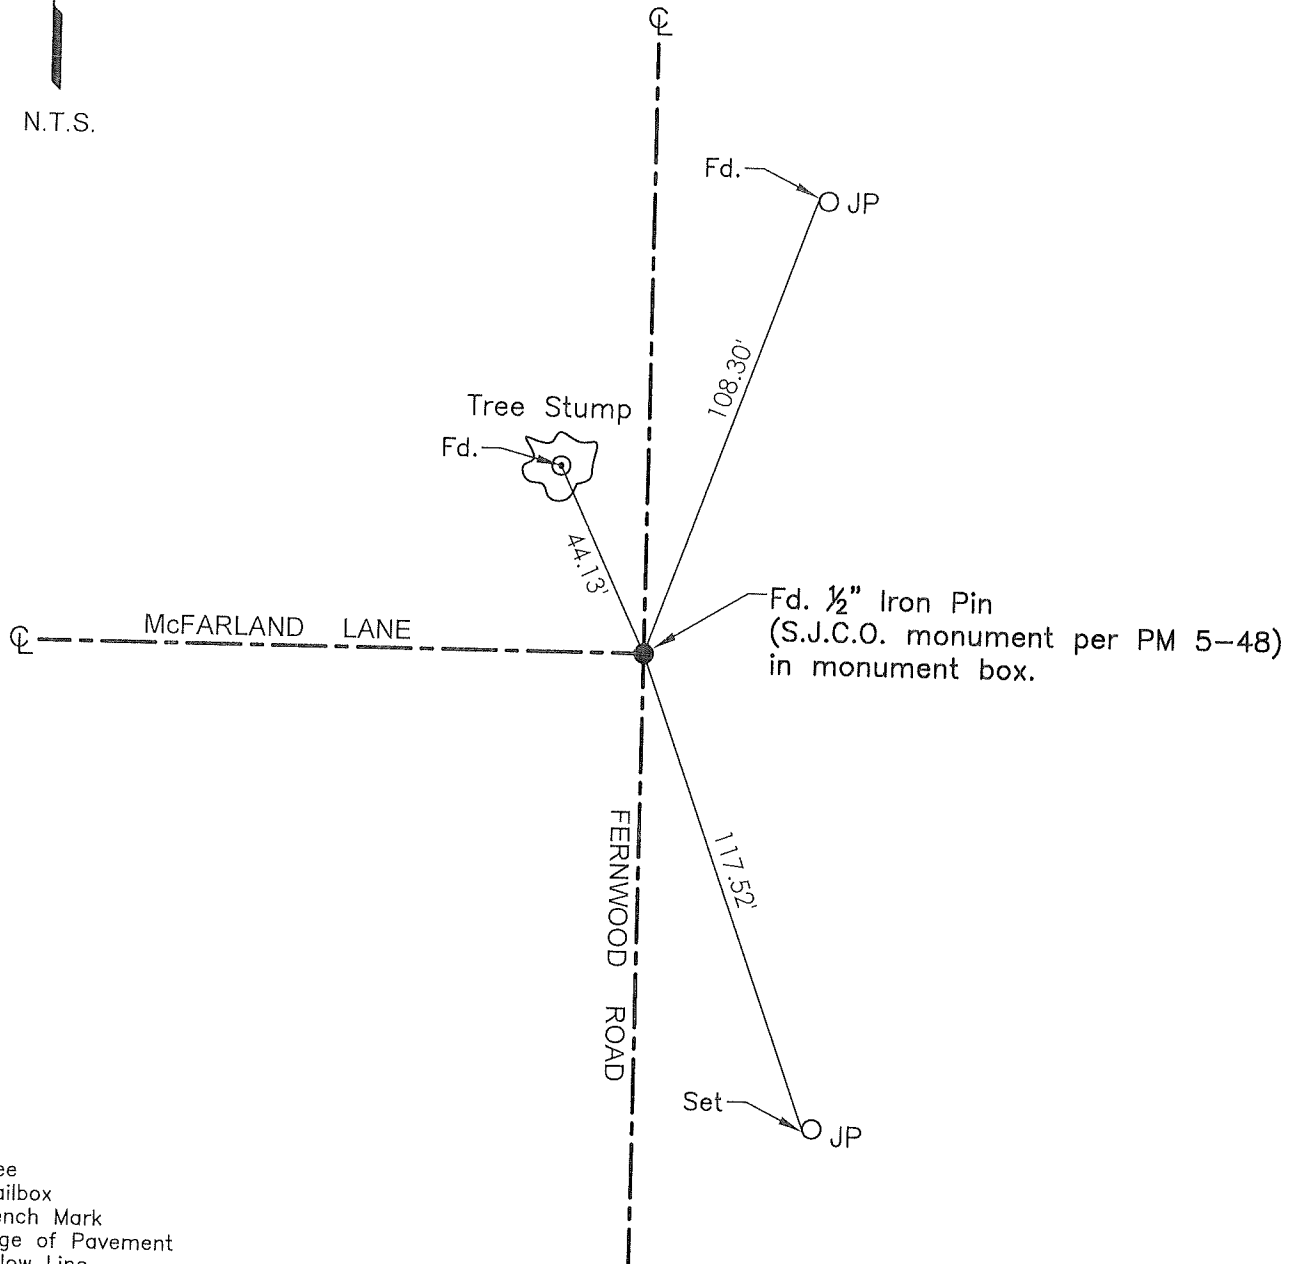 ℄
N.T.S.
Fd.
JP
108.30'
Tree Stump
Fd.
44.13'
Fd. ½" Iron Pin
(S.J.C.O. monument per PM 5-48)
in monument box.
℄ McFARLAND LANE
FERNWOOD ROAD
117.52'
Set
JP
ench Mark
ge of Pavement